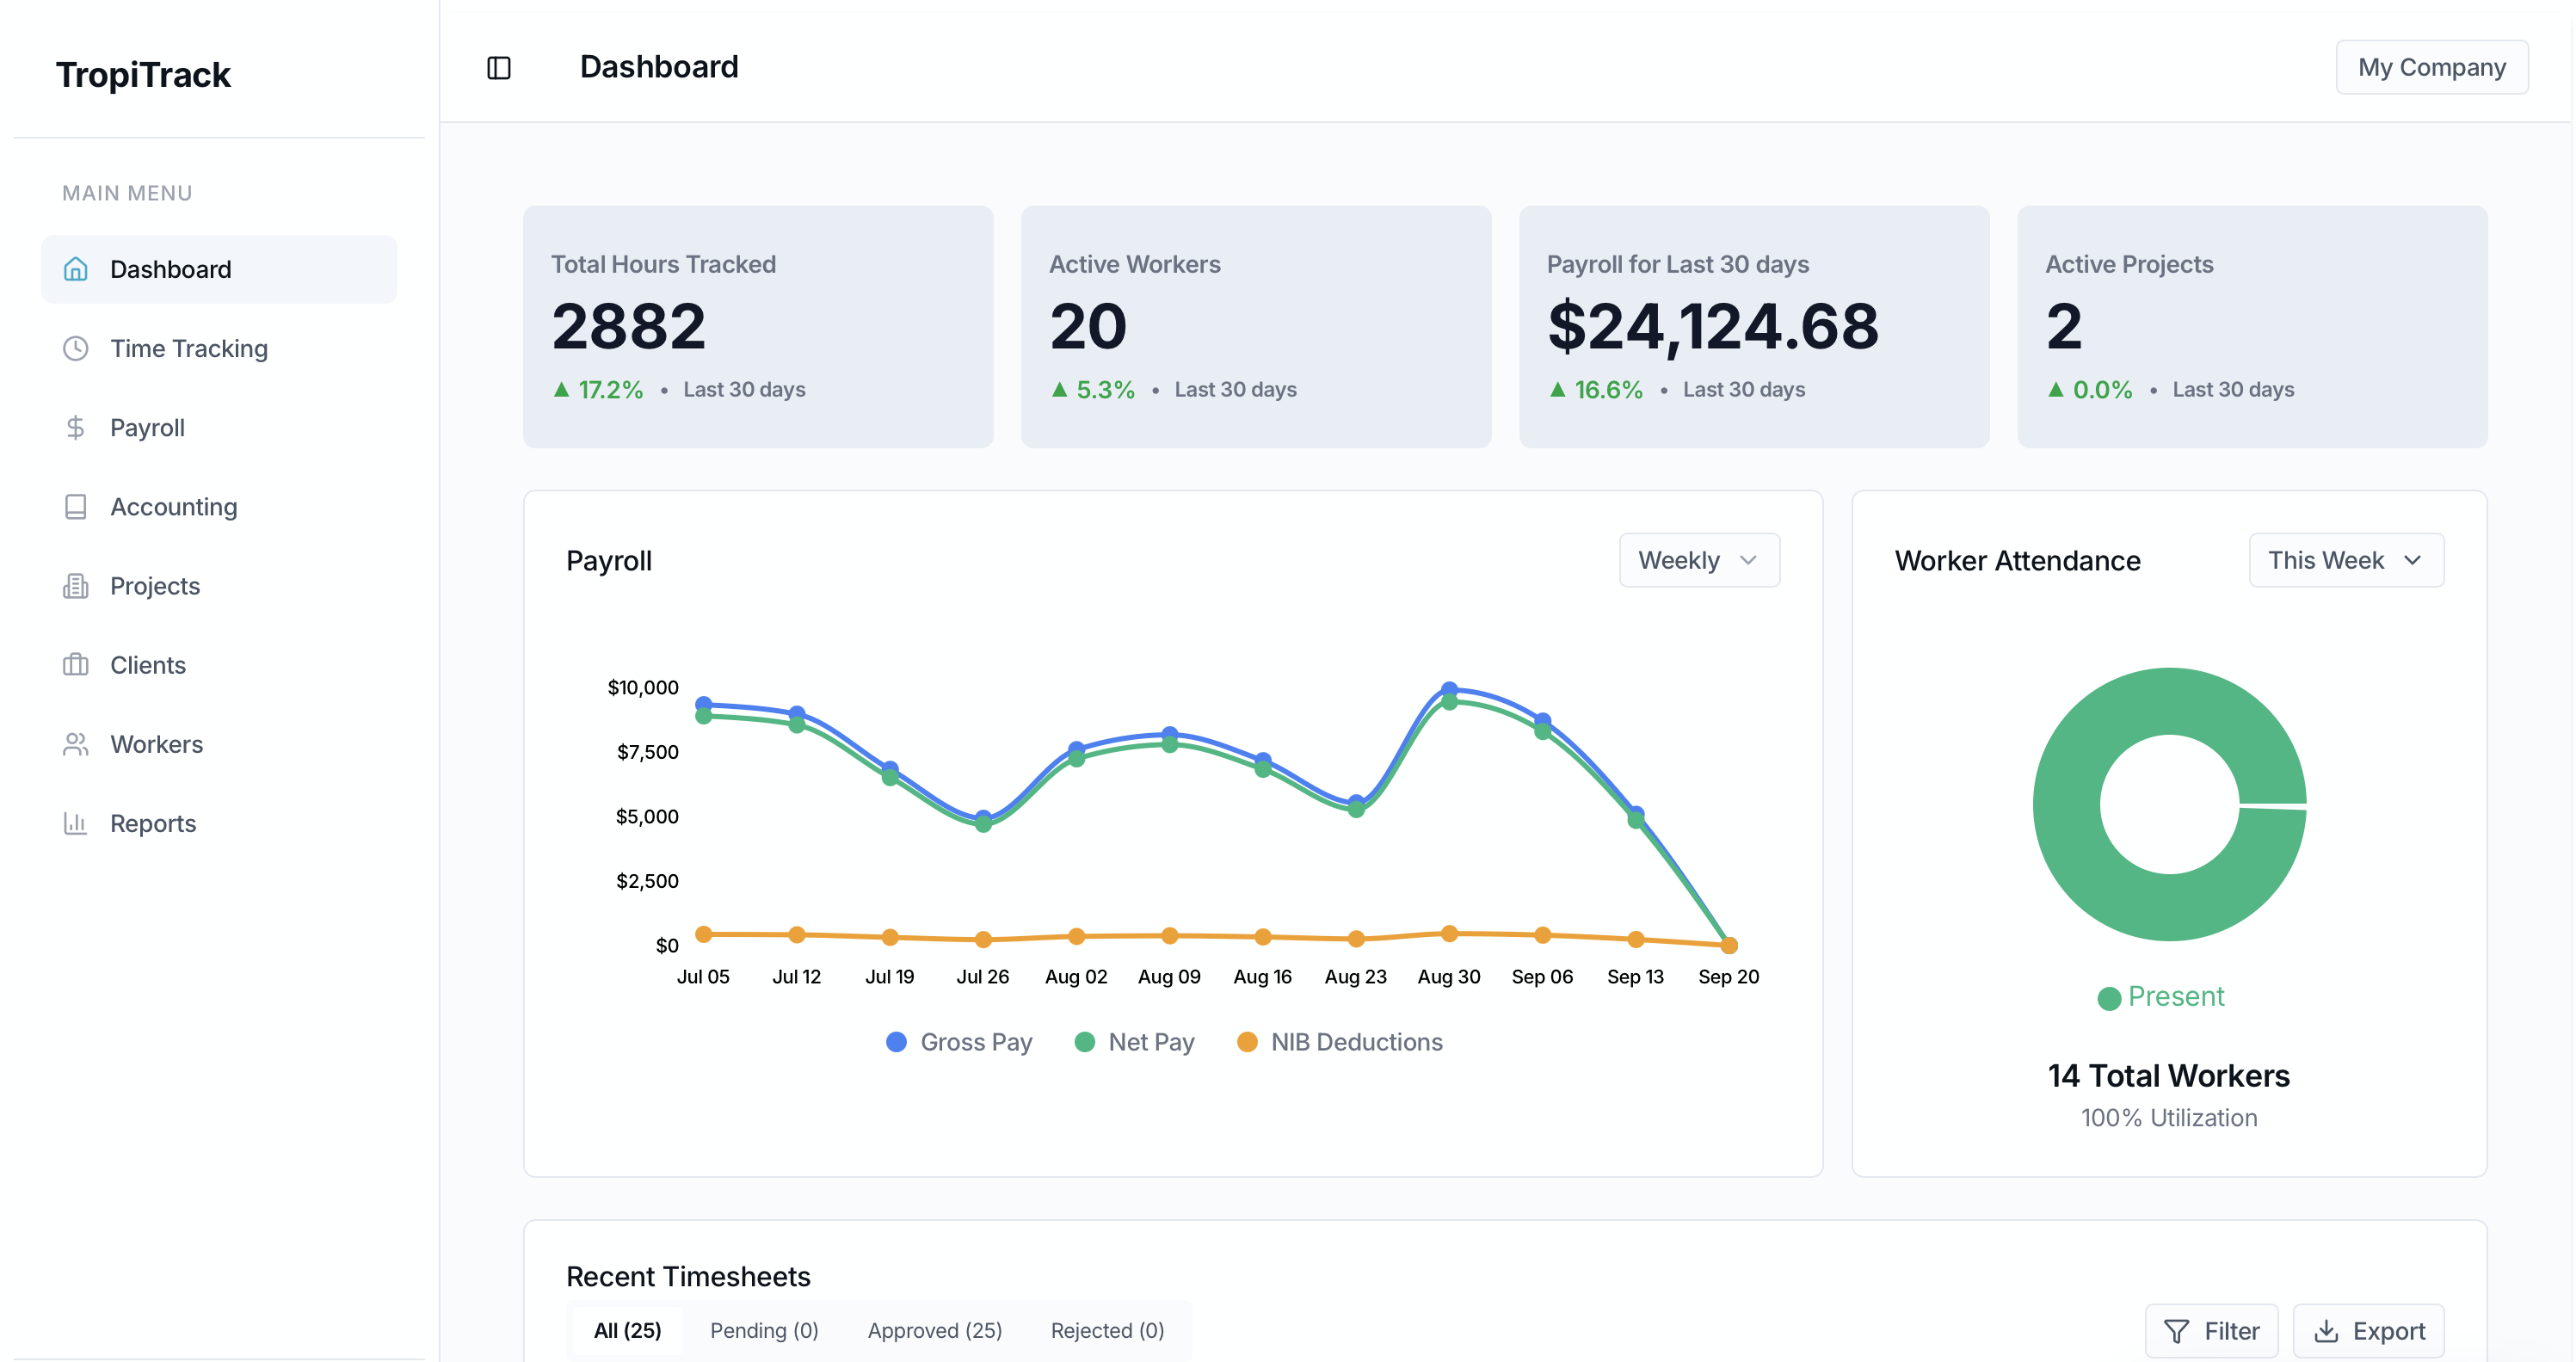 TropiTrack
MAIN MENU
Dashboard
Time Tracking
Payroll
Accounting
Projects
Clients
Workers
Reports
Dashboard
My Company
Total Hours Tracked
2882
▲ 17.2% • Last 30 days
Active Workers
20
▲ 5.3% • Last 30 days
Payroll for Last 30 days
$24,124.68
▲ 16.6% • Last 30 days
Active Projects
2
▲ 0.0% • Last 30 days
Payroll
Weekly
$10,000
$7,500
$5,000
$2,500
$0
Jul 05 Jul 12 Jul 19 Jul 26 Aug 02 Aug 09 Aug 16 Aug 23 Aug 30 Sep 06 Sep 13 Sep 20
Gross Pay Net Pay NIB Deductions
Worker Attendance
This Week
Present
14 Total Workers
100% Utilization
Recent Timesheets
All (25) Pending (0) Approved (25) Rejected (0)
Filter Export